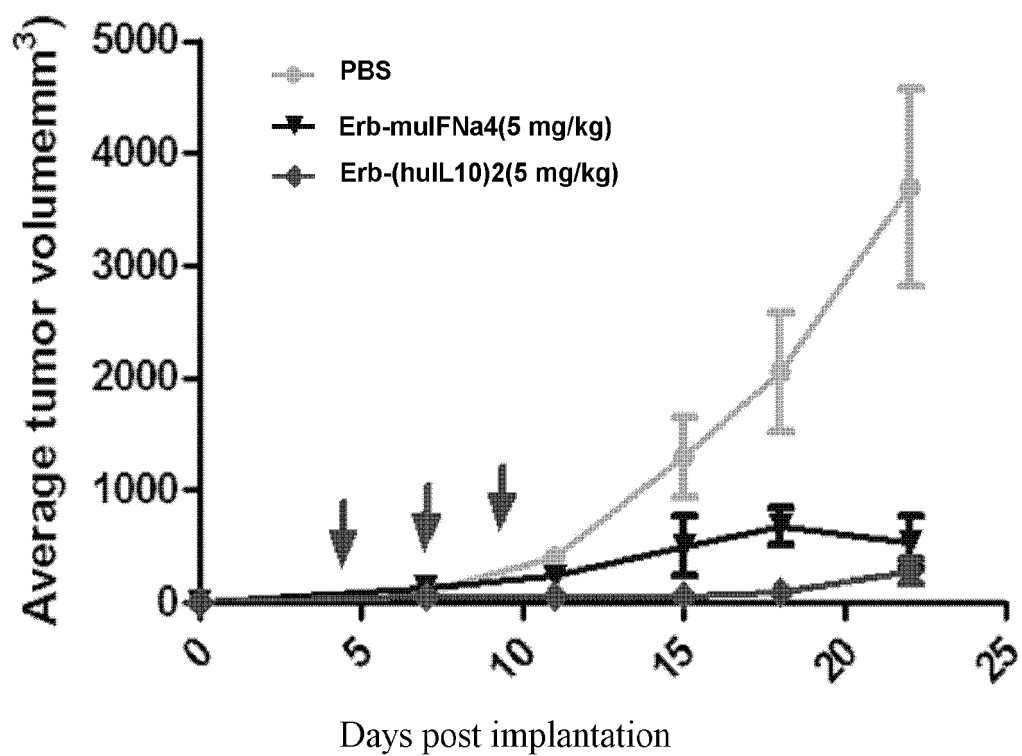 Average tumor volumemm³
5000
4000
3000
2000
1000
0
PBS
Erb-muIFNa4(5 mg/kg)
Erb-(huIL10)2(5 mg/kg)
0
5
10
15
20
25
Days post implantation